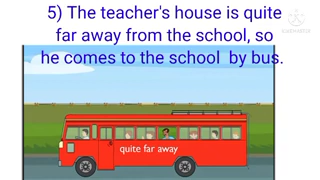 5) The teacher's house is quite
far away from the school, so
he comes to the school by bus.
quite far away